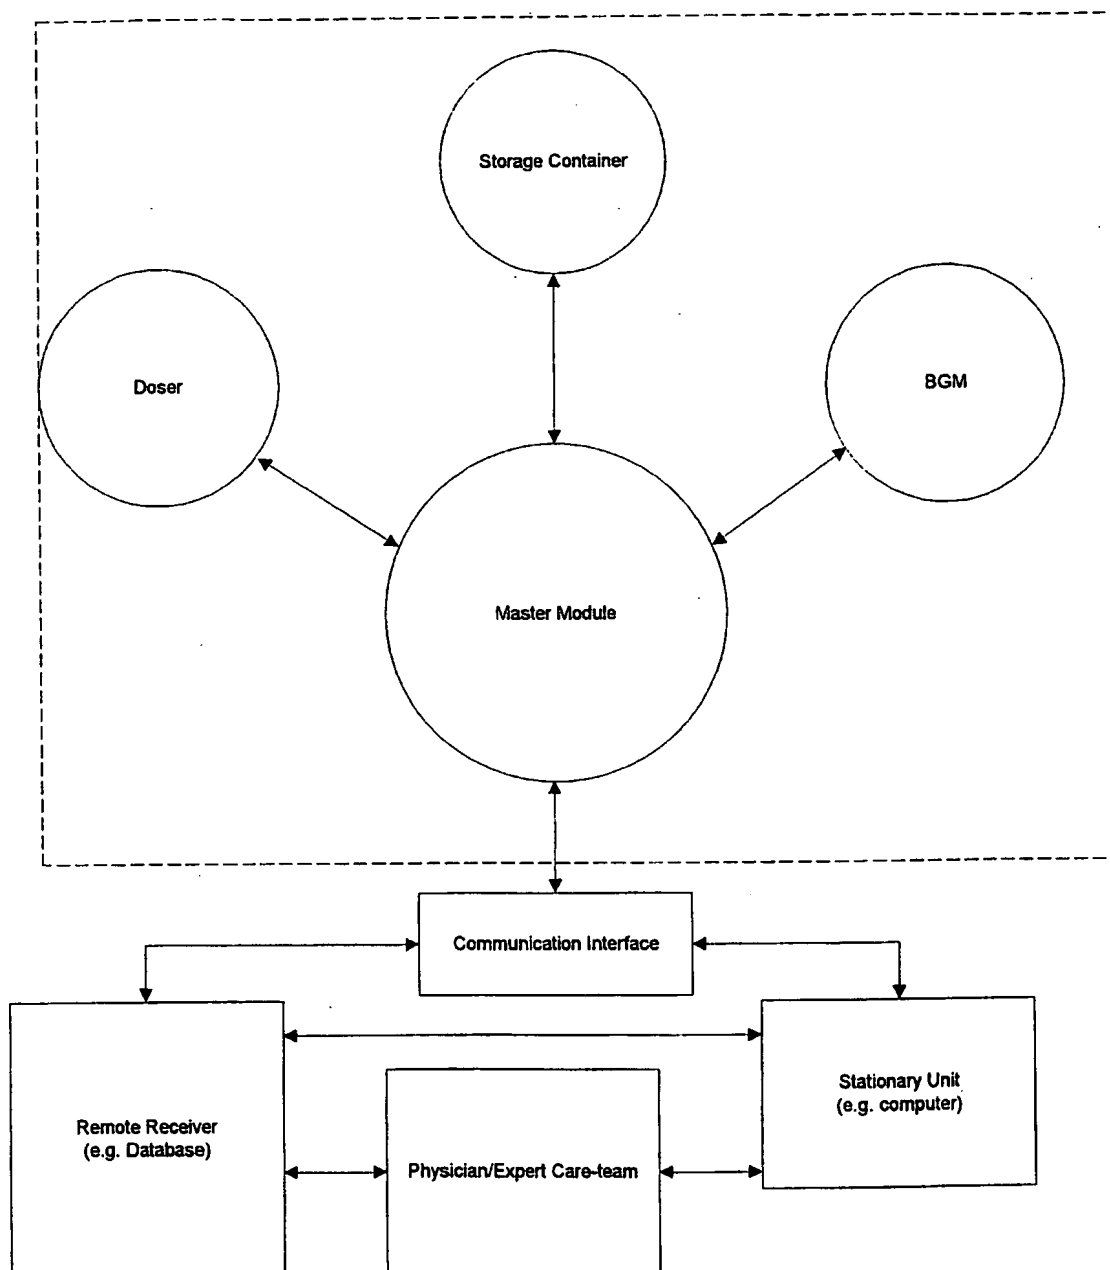 Storage Container
Doser
BGM
Master Module
Communication Interface
Stationary Unit
(e.g. computer)
Remote Receiver
(e.g. Database)
Physician/Expert Care-team